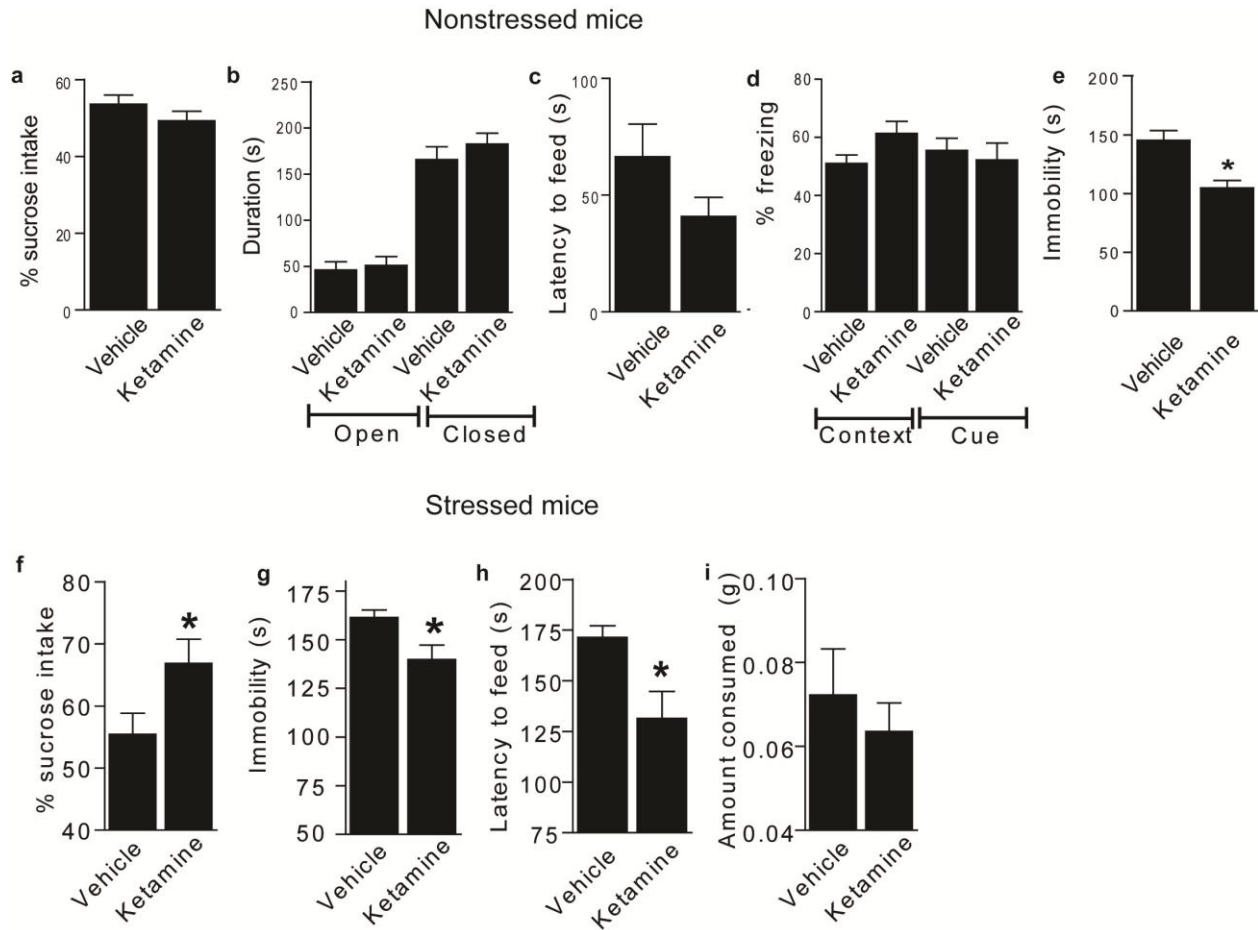 Nonstressed mice
a
% sucrose intake
60
40
20
0
Vehicle
Ketamine
b
Duration (s)
250
200
150
100
50
0
Vehicle
Ketamine
Vehicle
Ketamine
Open
Closed
c
Latency to feed (s)
100
50
0
Vehicle
Ketamine
d
% freezing
80
60
40
20
0
Vehicle
Ketamine
Vehicle
Ketamine
Context
Cue
e
Immobility (s)
200
150
100
50
0
*
Vehicle
Ketamine
Stressed mice
f
% sucrose intake
80
70
60
50
40
*
Vehicle
Ketamine
g
Immobility (s)
175
150
125
100
75
50
*
Vehicle
Ketamine
h
Latency to feed (s)
200
175
150
125
100
75
*
Vehicle
Ketamine
i
Amount consumed (g)
0.10
0.08
0.06
0.04
Vehicle
Ketamine